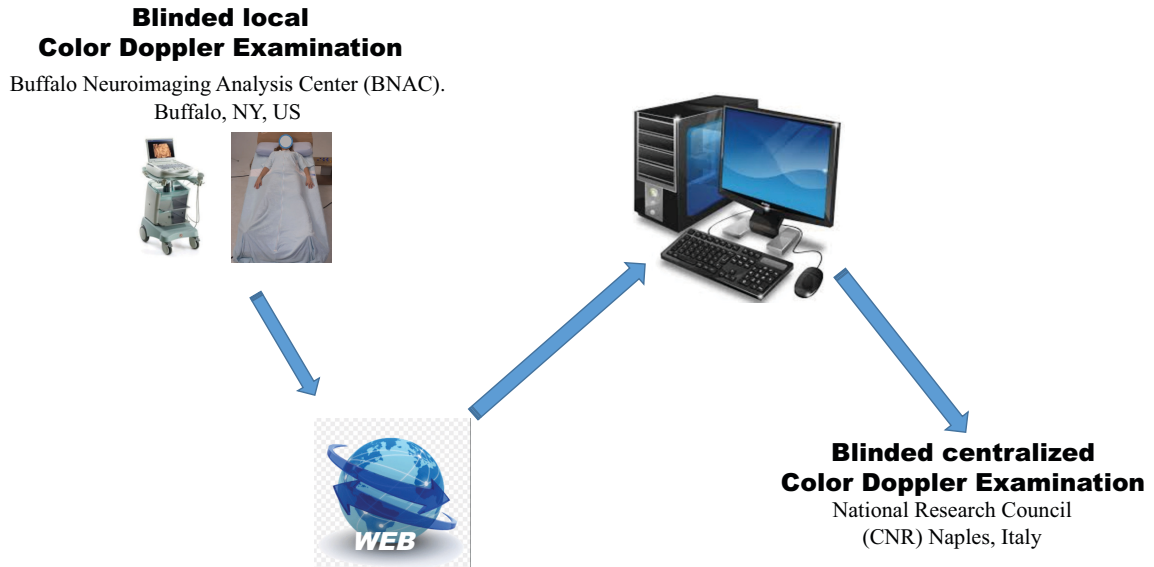 Blinded local
Color Doppler Examination
Buffalo Neuroimaging Analysis Center (BNAC).
Buffalo, NY, US
WEB
Blinded centralized
Color Doppler Examination
National Research Council
(CNR) Naples, Italy